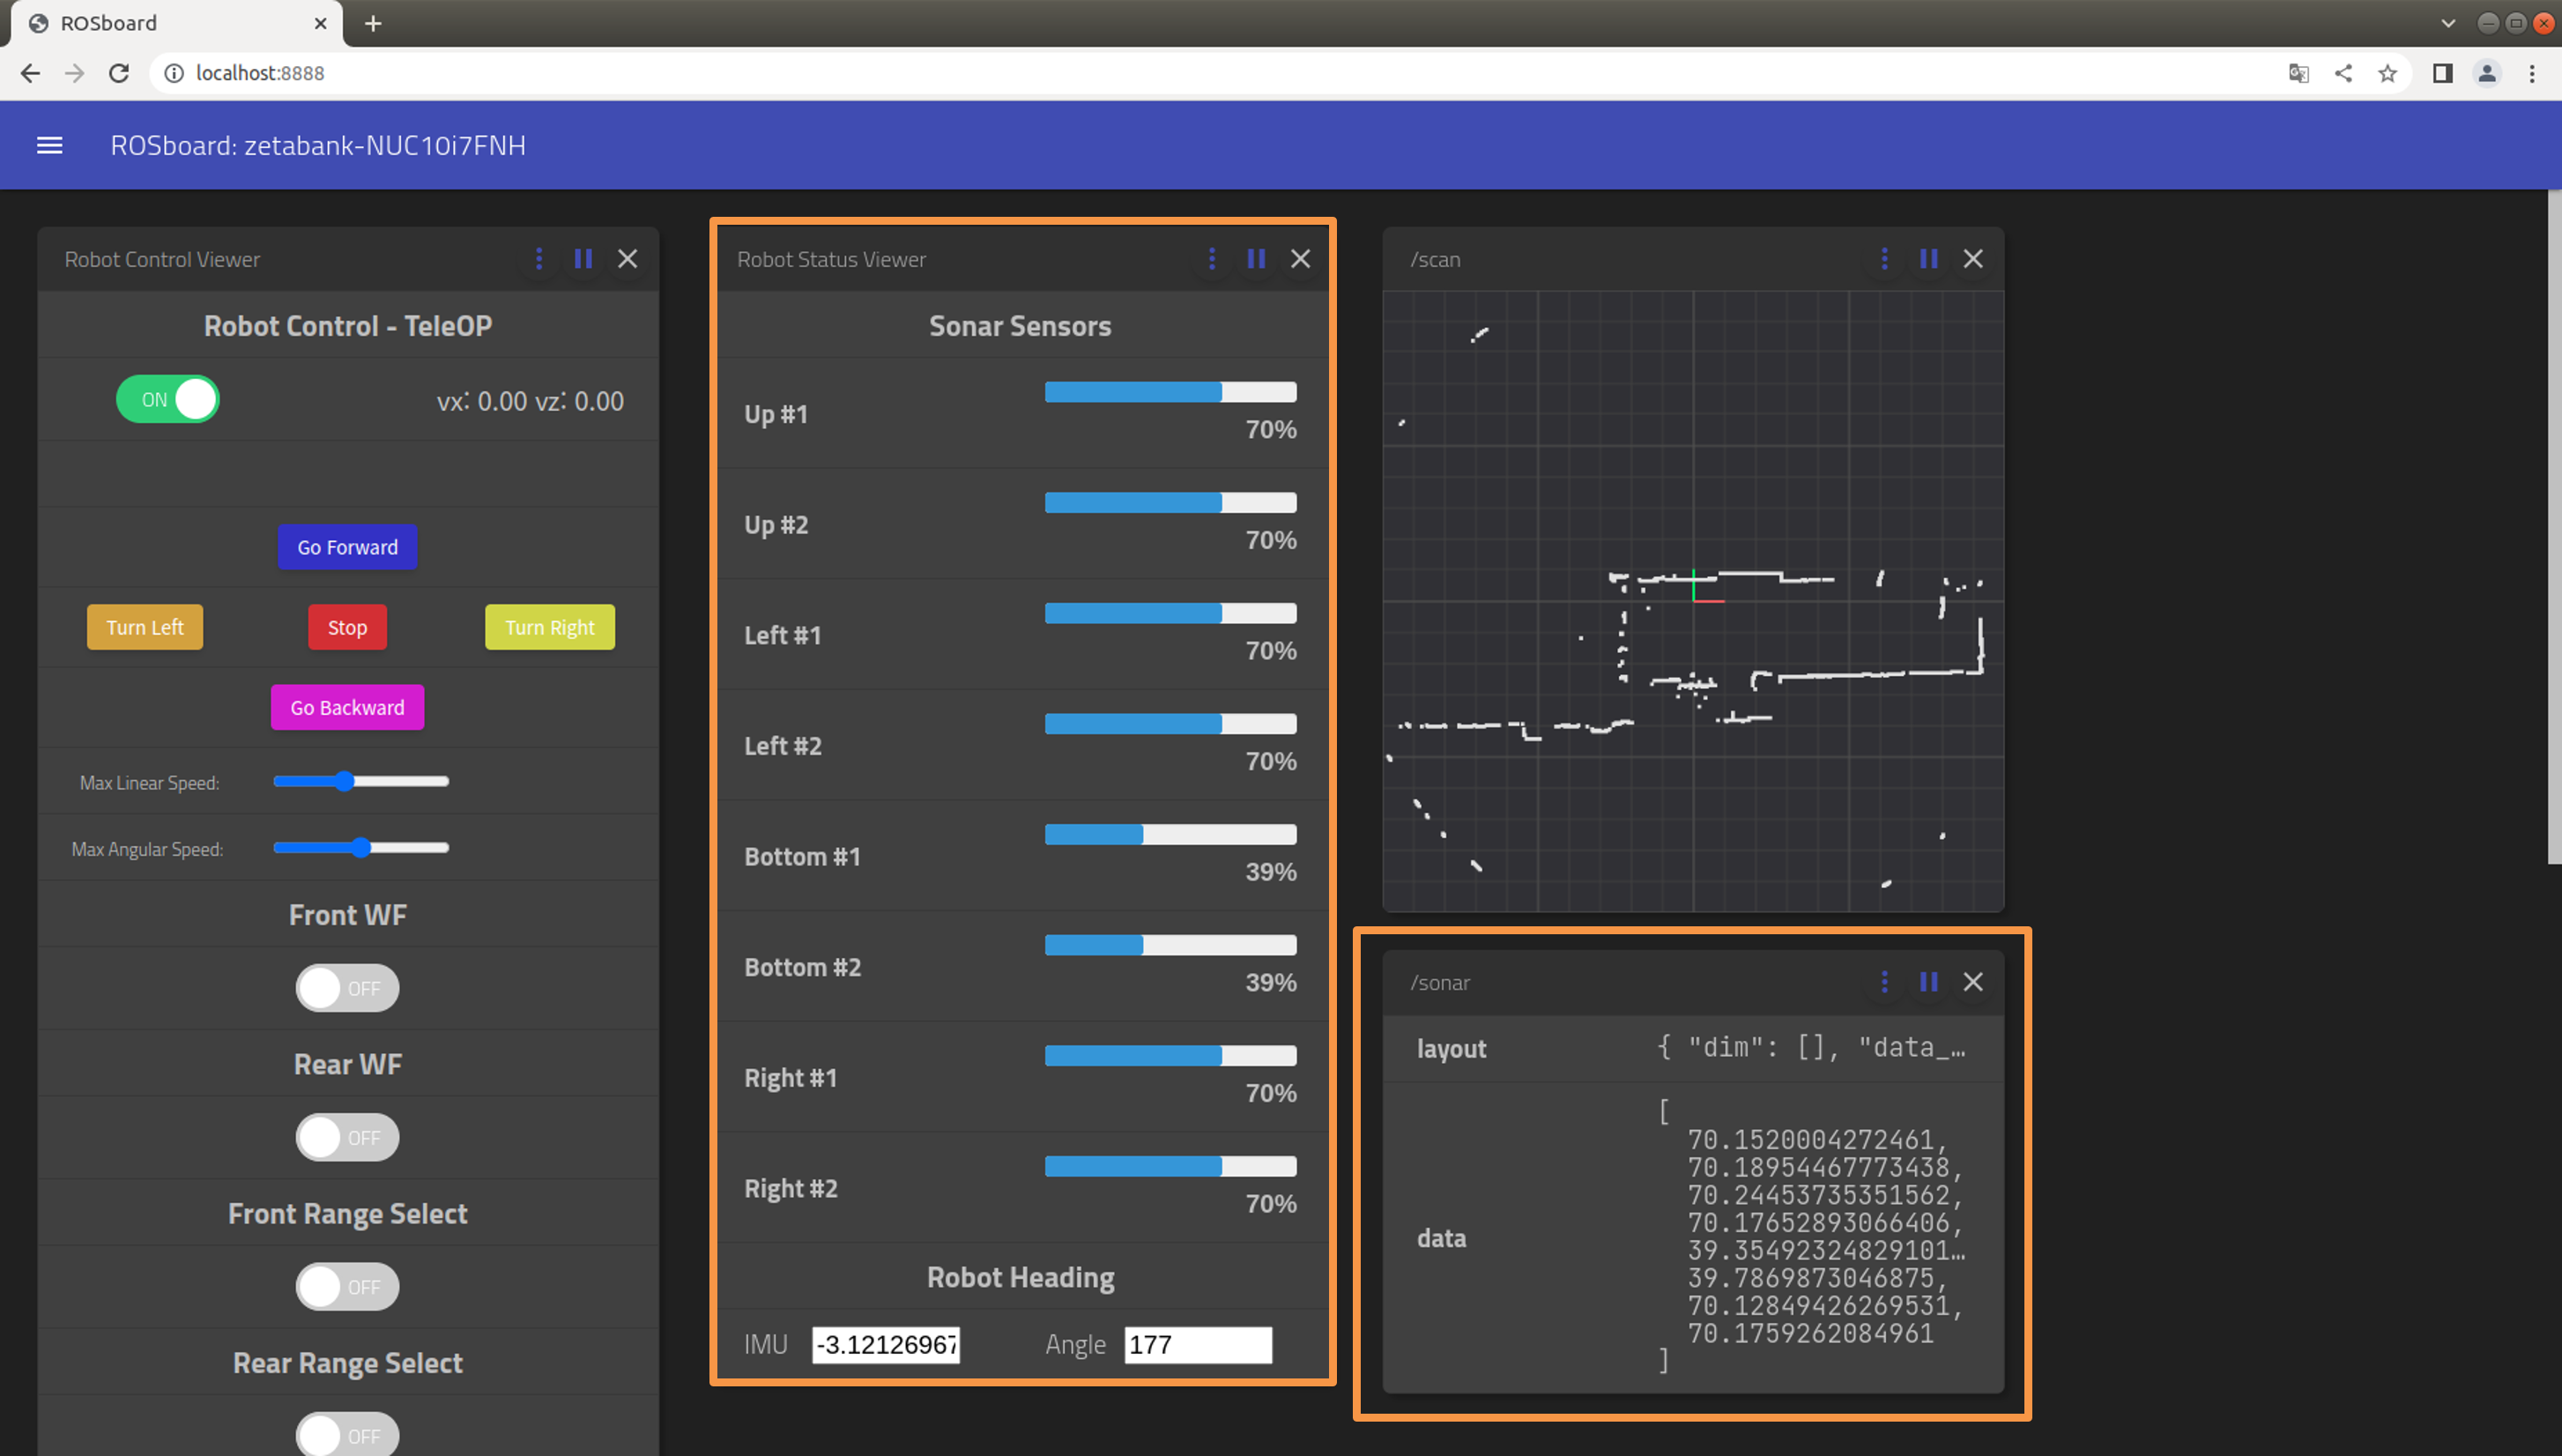 ROSboard
localhost:8888
ROSboard: zetabank-NUC10i7FNH
Robot Control Viewer
Robot Control - TeleOP
ON
vx: 0.00 vz: 0.00
Go Forward
Turn Left
Stop
Turn Right
Go Backward
Max Linear Speed:
Max Angular Speed:
Front WF
OFF
Rear WF
OFF
Front Range Select
OFF
Rear Range Select
OFF
Robot Status Viewer
Sonar Sensors
Up #1
70%
Up #2
70%
Left #1
70%
Left #2
70%
Bottom #1
39%
Bottom #2
39%
Right #1
70%
Right #2
70%
Robot Heading
IMU -3.12126967 Angle 177
/scan
/sonar
layout { "dim": [], "data_…
data
[
70.1520004272461,
70.18954467773438,
70.24453735351562,
70.17652893066406,
39.35492324829101…
39.7869873046875,
70.12849426269531,
70.1759262084961
]